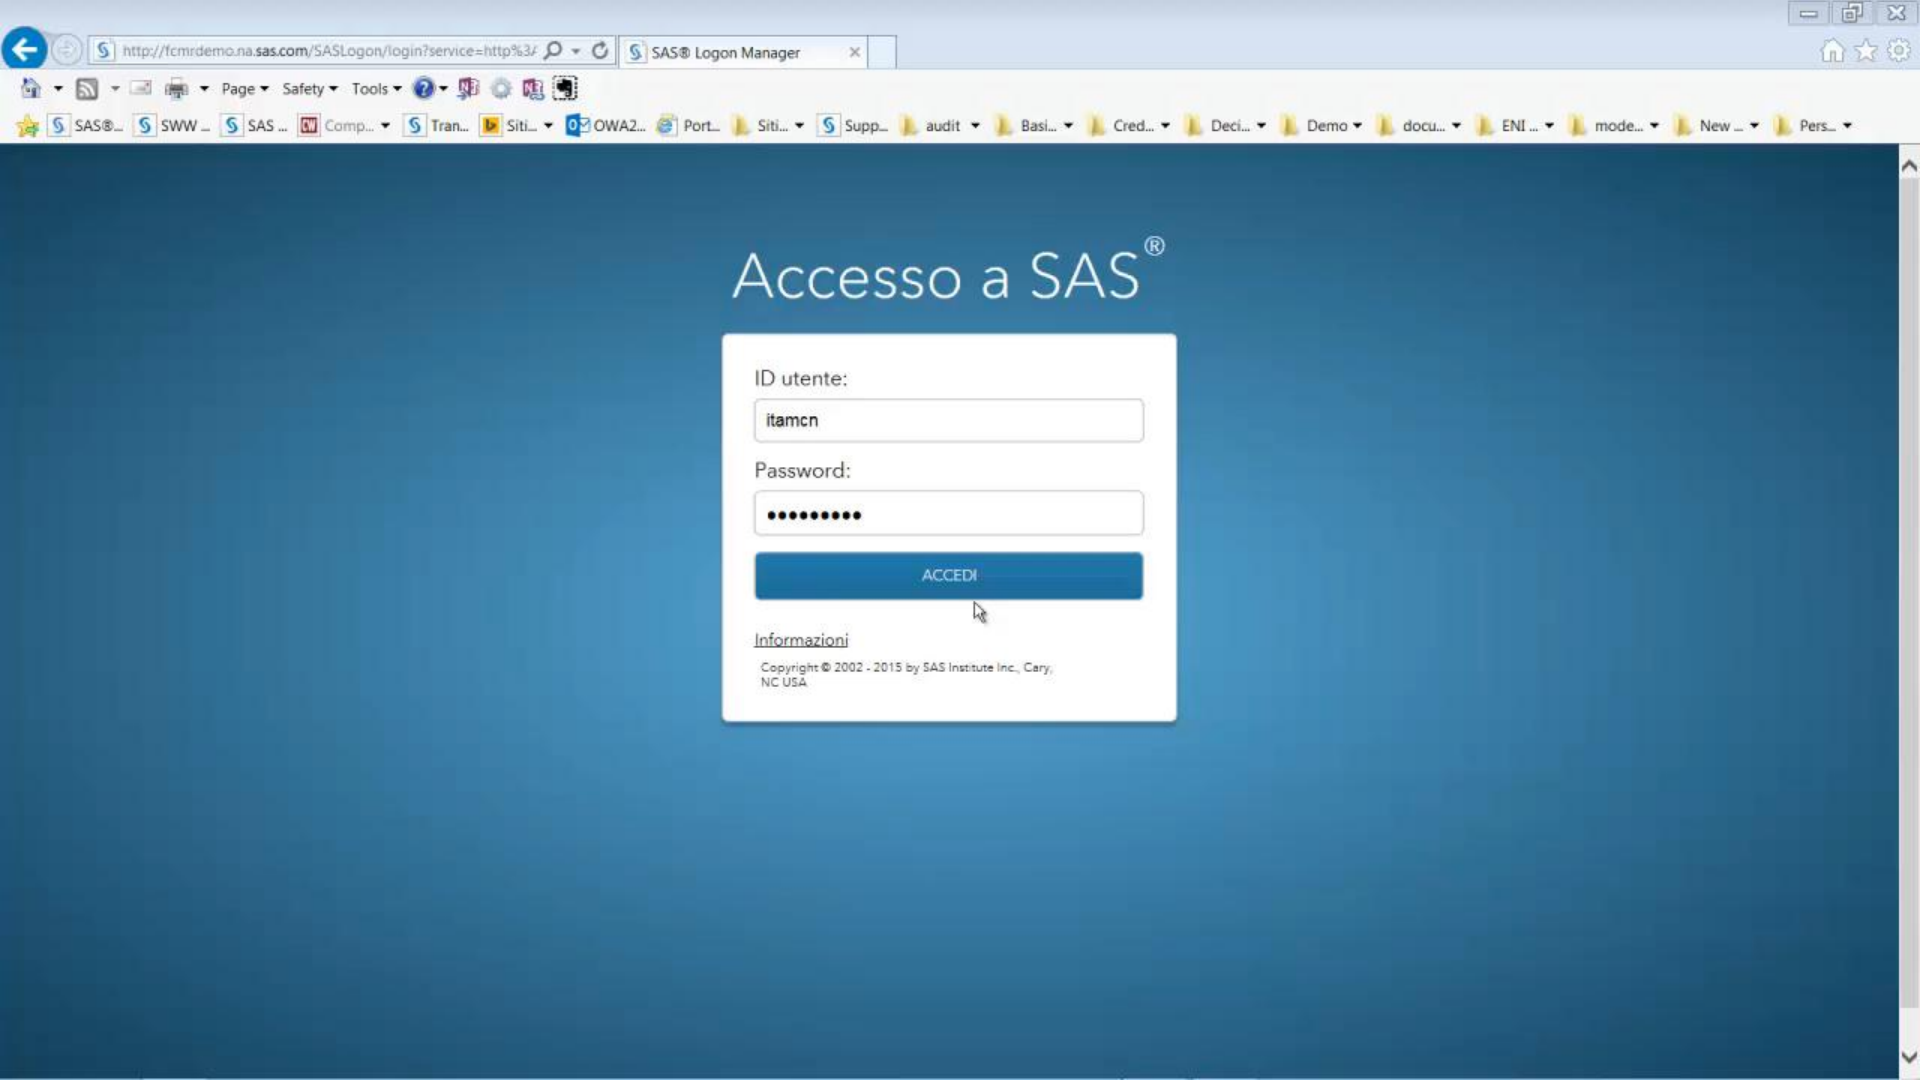 http://fcmrdemo.na.sas.com/SASLogon/login?service=http%3
SAS® Logon Manager
Page Safety Tools
SAS®... SWW ... SAS ... Comp... Tran... Siti... OWA2... Port... Siti... Supp... audit Basi... Cred... Deci... Demo docu... ENI ... mode... New ... Pers...
Accesso a SAS®
ID utente:
itamcn
Password:
•••••••••
ACCEDI
Informazioni
Copyright © 2002 - 2015 by SAS Institute Inc., Cary,
NC USA